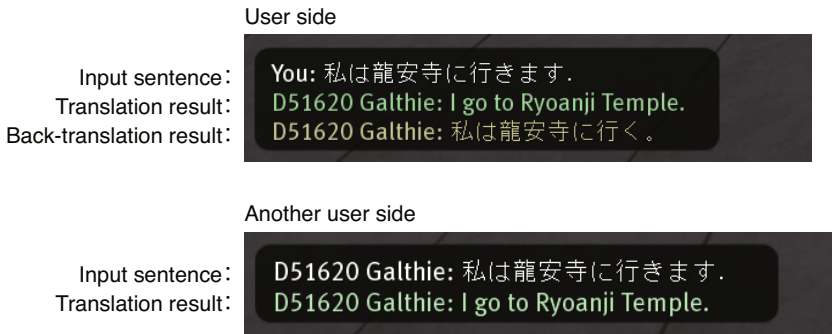 User side
Input sentence:
You: 私は龍安寺に行きます.
Translation result:
D51620 Galthie: I go to Ryoanji Temple.
Back-translation result:
D51620 Galthie: 私は龍安寺に行く。
Another user side
Input sentence:
D51620 Galthie: 私は龍安寺に行きます.
Translation result:
D51620 Galthie: I go to Ryoanji Temple.